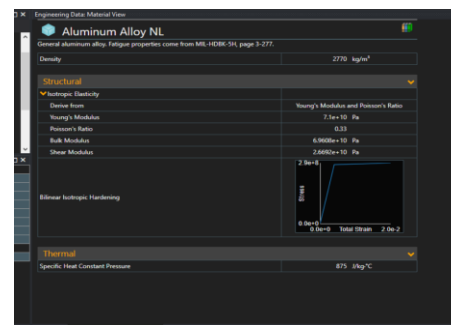 Engineering Data: Material View
Aluminum Alloy NL
General aluminum alloy. Fatigue properties come from MIL-HDBK-5H, page 3-277.
Density 2770 kg/m³
Structural
Isotropic Elasticity
Derive from Young's Modulus and Poisson's Ratio
Young's Modulus 7.1e+10 Pa
Poisson's Ratio 0.33
Bulk Modulus 6.9608e+10 Pa
Shear Modulus 2.6692e+10 Pa
Bilinear Isotropic Hardening
2.9e+8
Stress
0.0e+0
0.0e+0 Total Strain 2.0e-2
Thermal
Specific Heat Constant Pressure 875 J/kg·°C